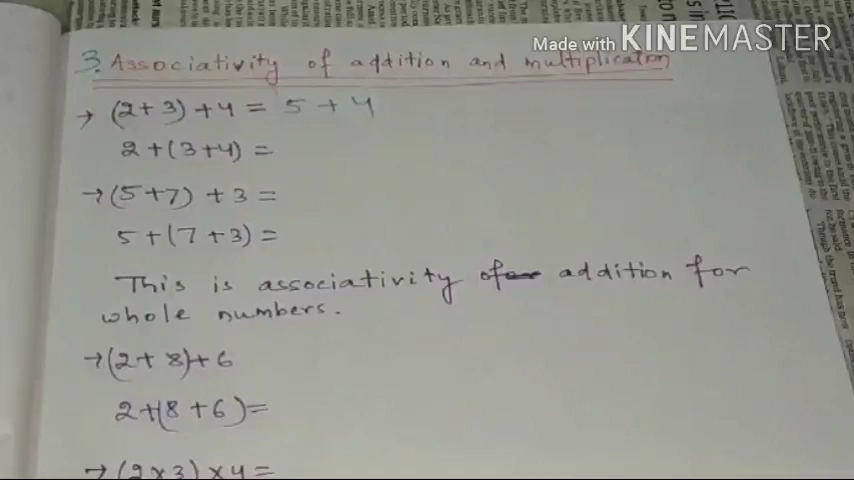 Made with KINEMASTER
3. Associativity of addition and multiplication
→ (2+3) +4 = 5 + 4
2 + (3+4) =
→ (5+7) + 3 =
5 + (7 +3) =
This is associativity of addition for
whole numbers.
→ (2 + 8) + 6
2 + (8 + 6) =
→ (2 x 3) x 4 =